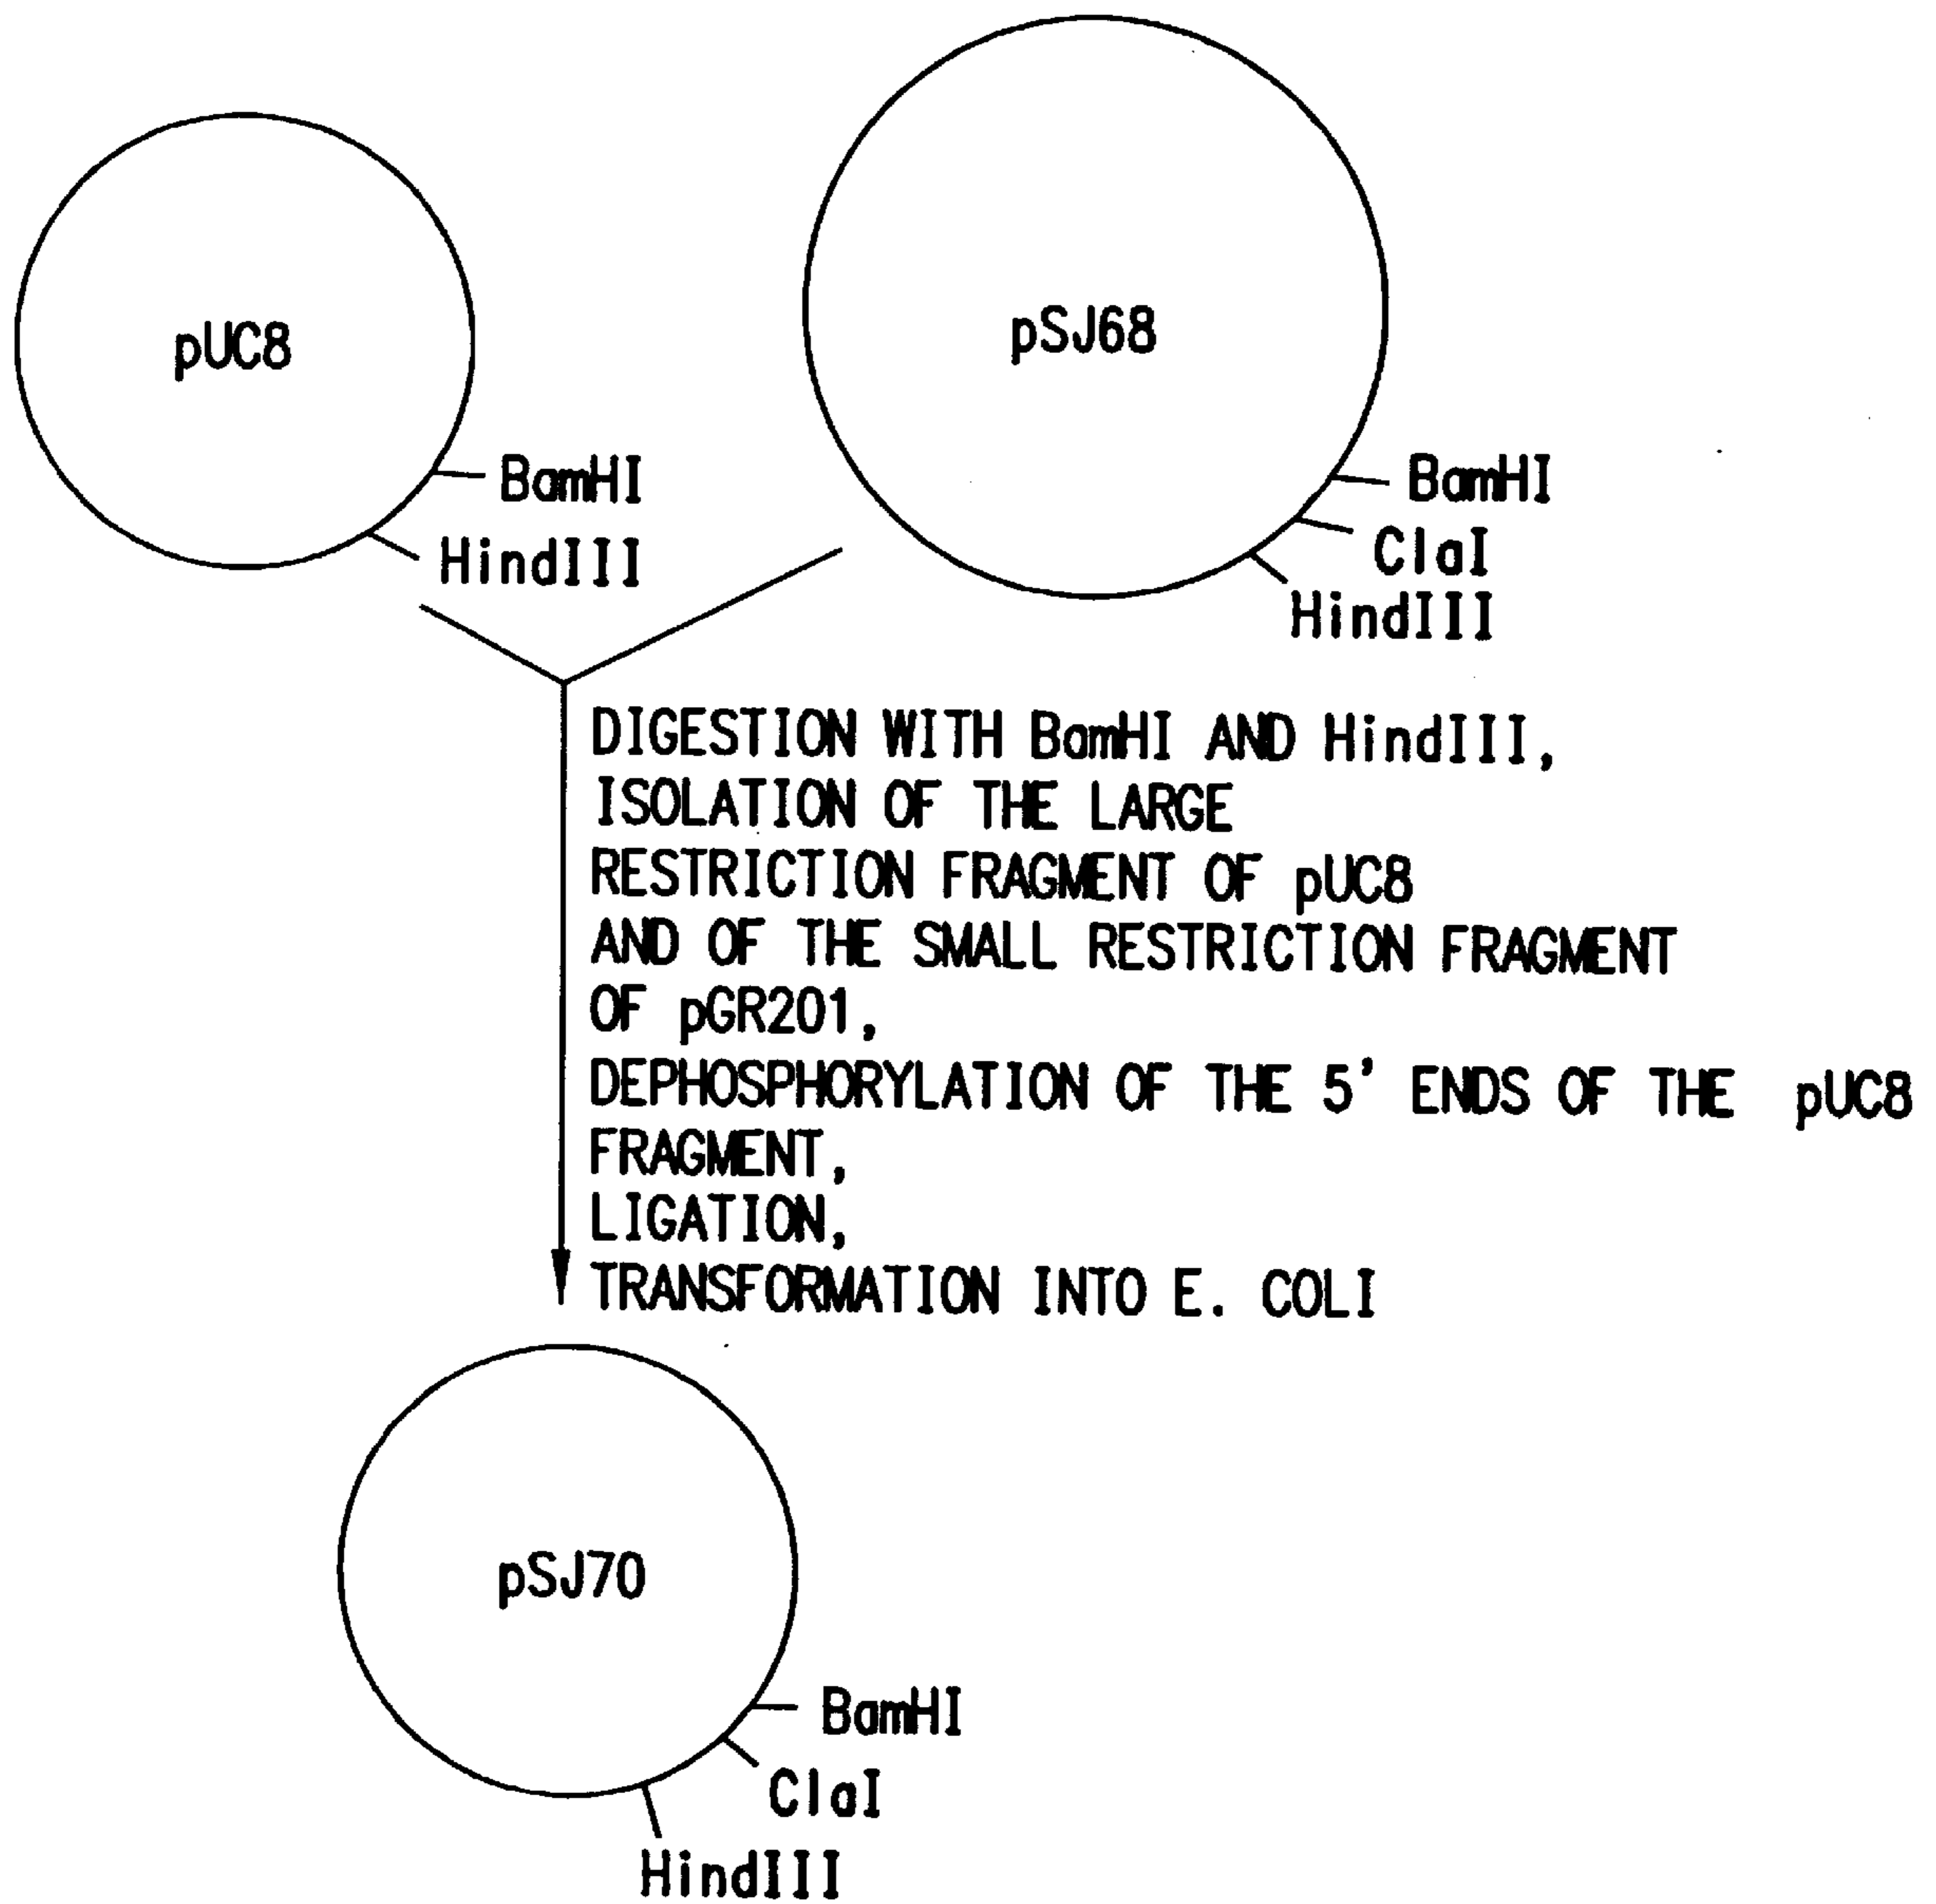 pUC8
BamHI
HindIII
pSJ68
BamHI
ClaI
HindIII
DIGESTION WITH BamHI AND HindIII,
ISOLATION OF THE LARGE
RESTRICTION FRAGMENT OF pUC8
AND OF THE SMALL RESTRICTION FRAGMENT
OF pGR201,
DEPHOSPHORYLATION OF THE 5' ENDS OF THE pUC8
FRAGMENT,
LIGATION,
TRANSFORMATION INTO E. COLI
pSJ70
BamHI
ClaI
HindIII